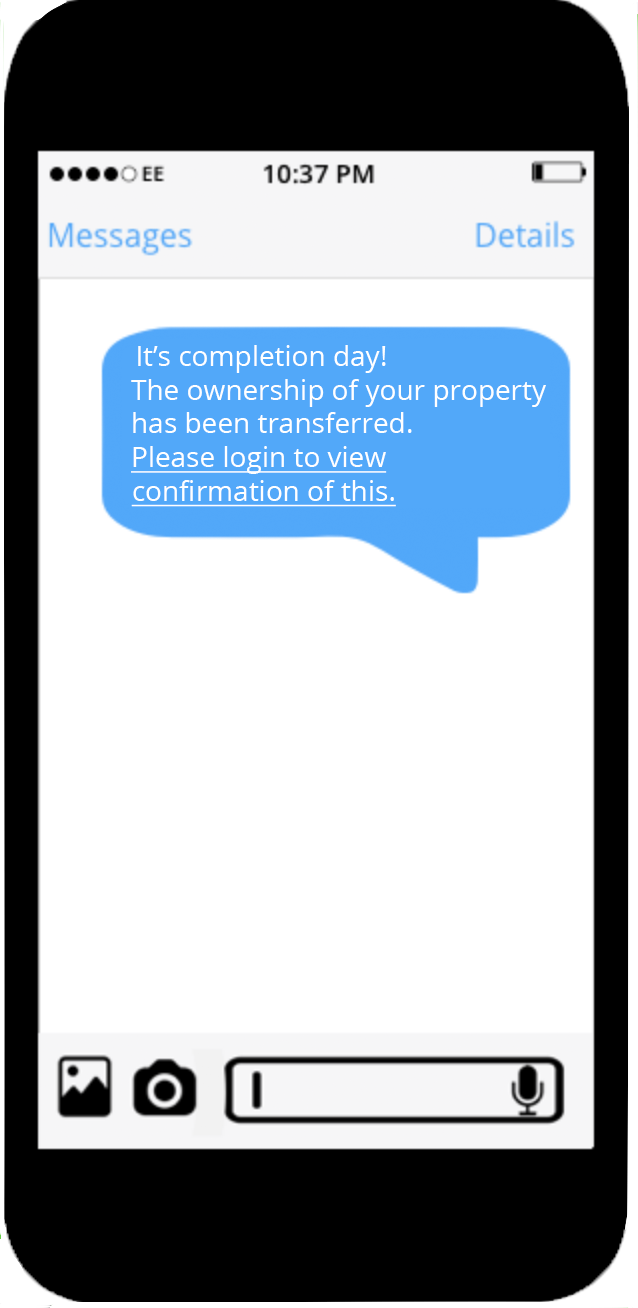 EE 10:37 PM
Messages Details
It’s completion day!
The ownership of your property
has been transferred.
Please login to view
confirmation of this.